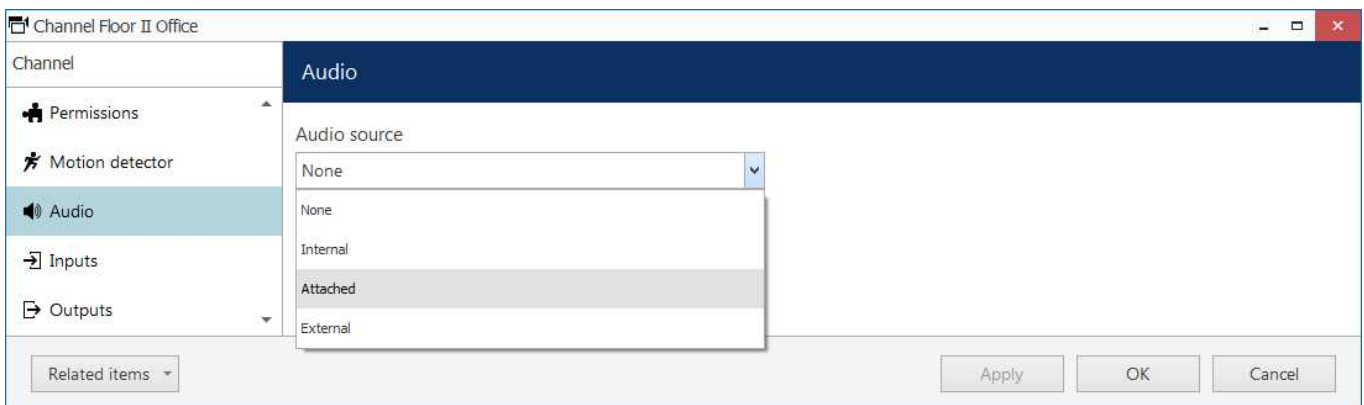 Channel Floor II Office
Channel
Audio
Permissions
Motion detector
Audio
Inputs
Outputs
Audio source
None
None
Internal
Attached
External
Related items
Apply
OK
Cancel